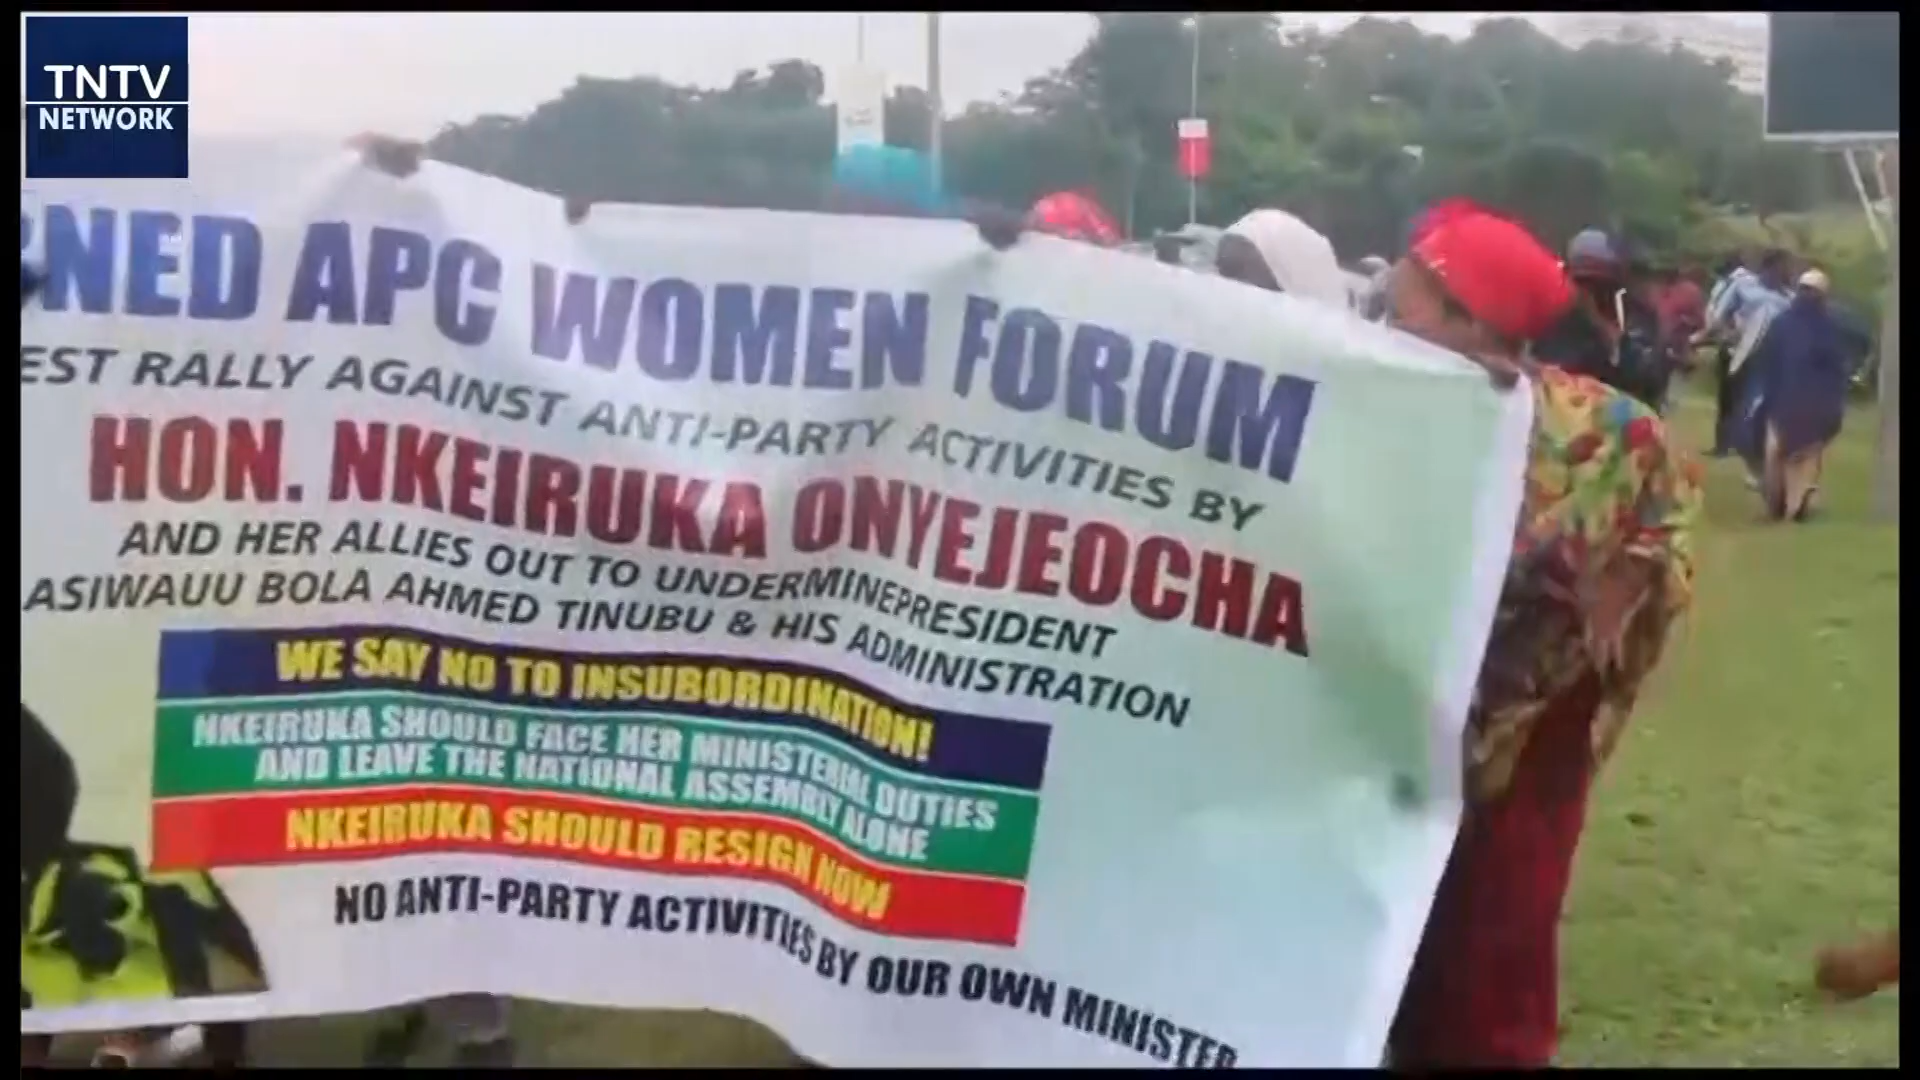 TNTV
NETWORK
NED APC WOMEN FORUM
EST RALLY AGAINST ANTI-PARTY ACTIVITIES BY
HON. NKEIRUKA ONYEJEOCHA
AND HER ALLIES OUT TO UNDERMINEPRESIDENT
ASIWAUU BOLA AHMED TINUBU & HIS ADMINISTRATION
WE SAY NO TO INSUBORDINATION!
NKEIRUKA SHOULD FACE HER MINISTERIAL DUTIES
AND LEAVE THE NATIONAL ASSEMBLY ALONE
NKEIRUKA SHOULD RESIGN NOW
NO ANTI-PARTY ACTIVITIES BY OUR OWN MINISTER